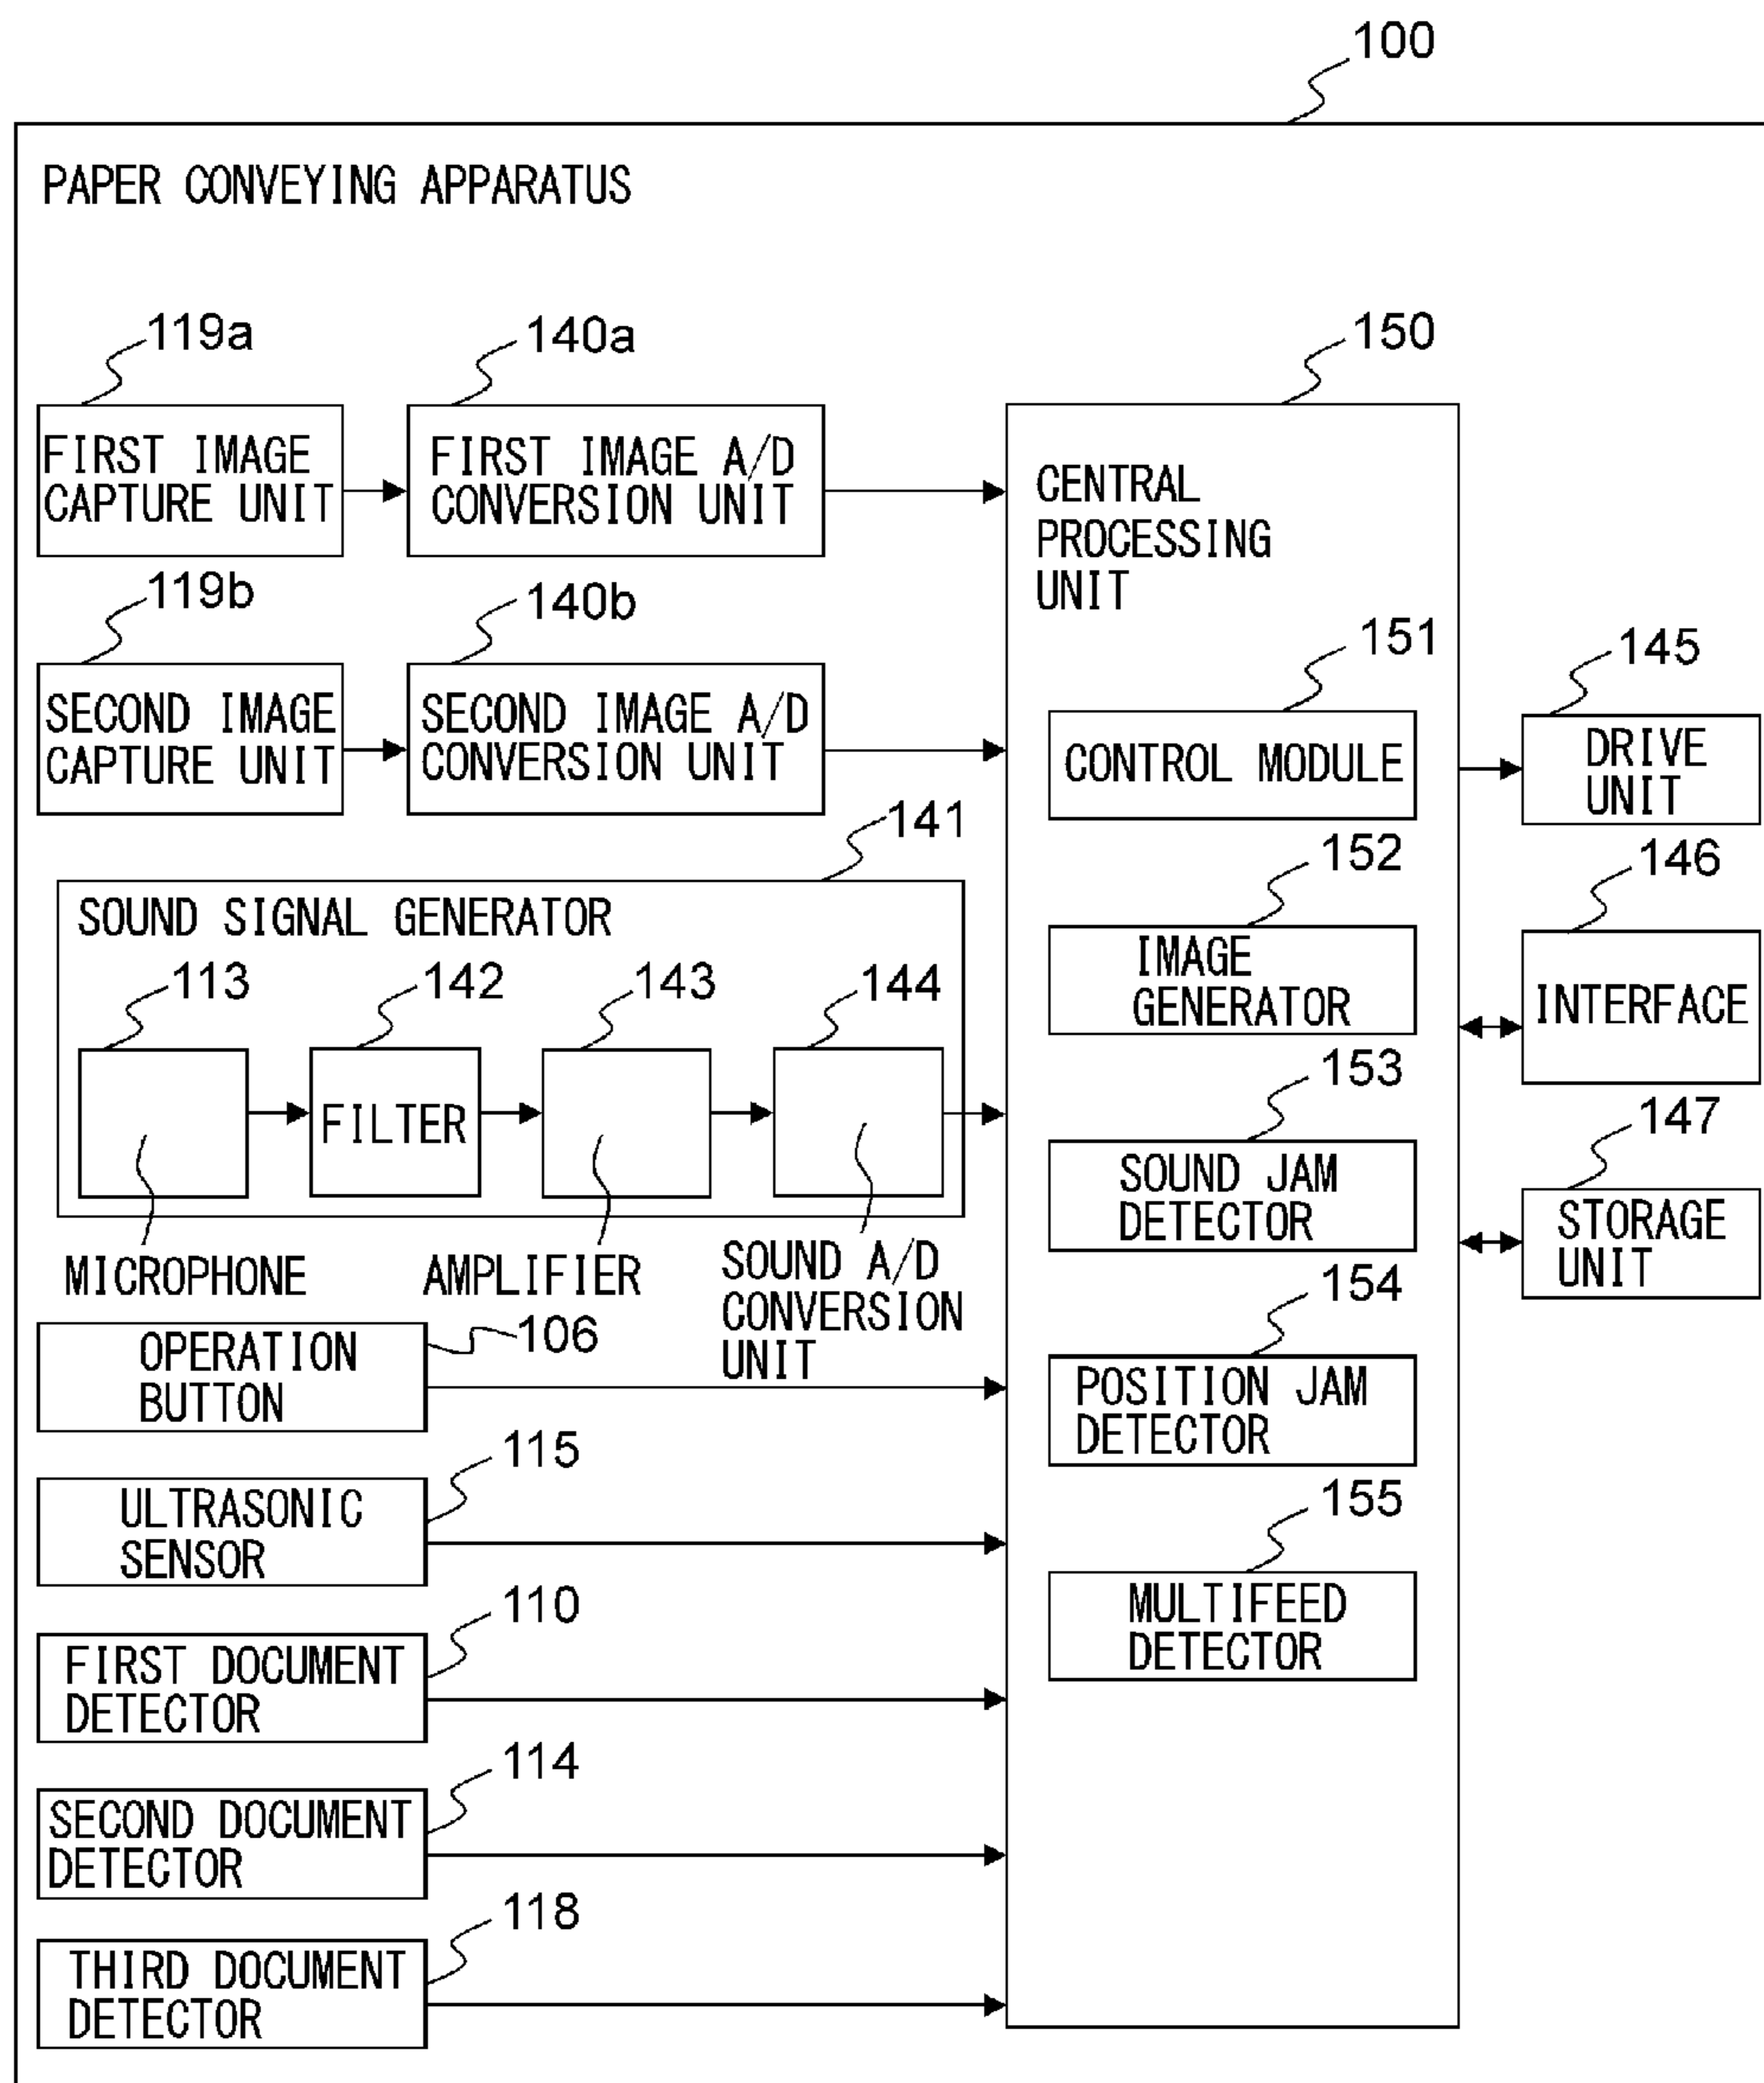 100
PAPER CONVEYING APPARATUS
119a
140a
150
FIRST IMAGE
CAPTURE UNIT
FIRST IMAGE A/D
CONVERSION UNIT
CENTRAL
PROCESSING
UNIT
119b
140b
SECOND IMAGE
CAPTURE UNIT
SECOND IMAGE A/D
CONVERSION UNIT
151
CONTROL MODULE
145
DRIVE
UNIT
141
SOUND SIGNAL GENERATOR
113
142
143
144
FILTER
MICROPHONE
AMPLIFIER
SOUND A/D
CONVERSION
UNIT
152
IMAGE
GENERATOR
146
INTERFACE
153
SOUND JAM
DETECTOR
147
STORAGE
UNIT
106
OPERATION
BUTTON
154
POSITION JAM
DETECTOR
115
ULTRASONIC
SENSOR
155
MULTIFEED
DETECTOR
110
FIRST DOCUMENT
DETECTOR
114
SECOND DOCUMENT
DETECTOR
118
THIRD DOCUMENT
DETECTOR